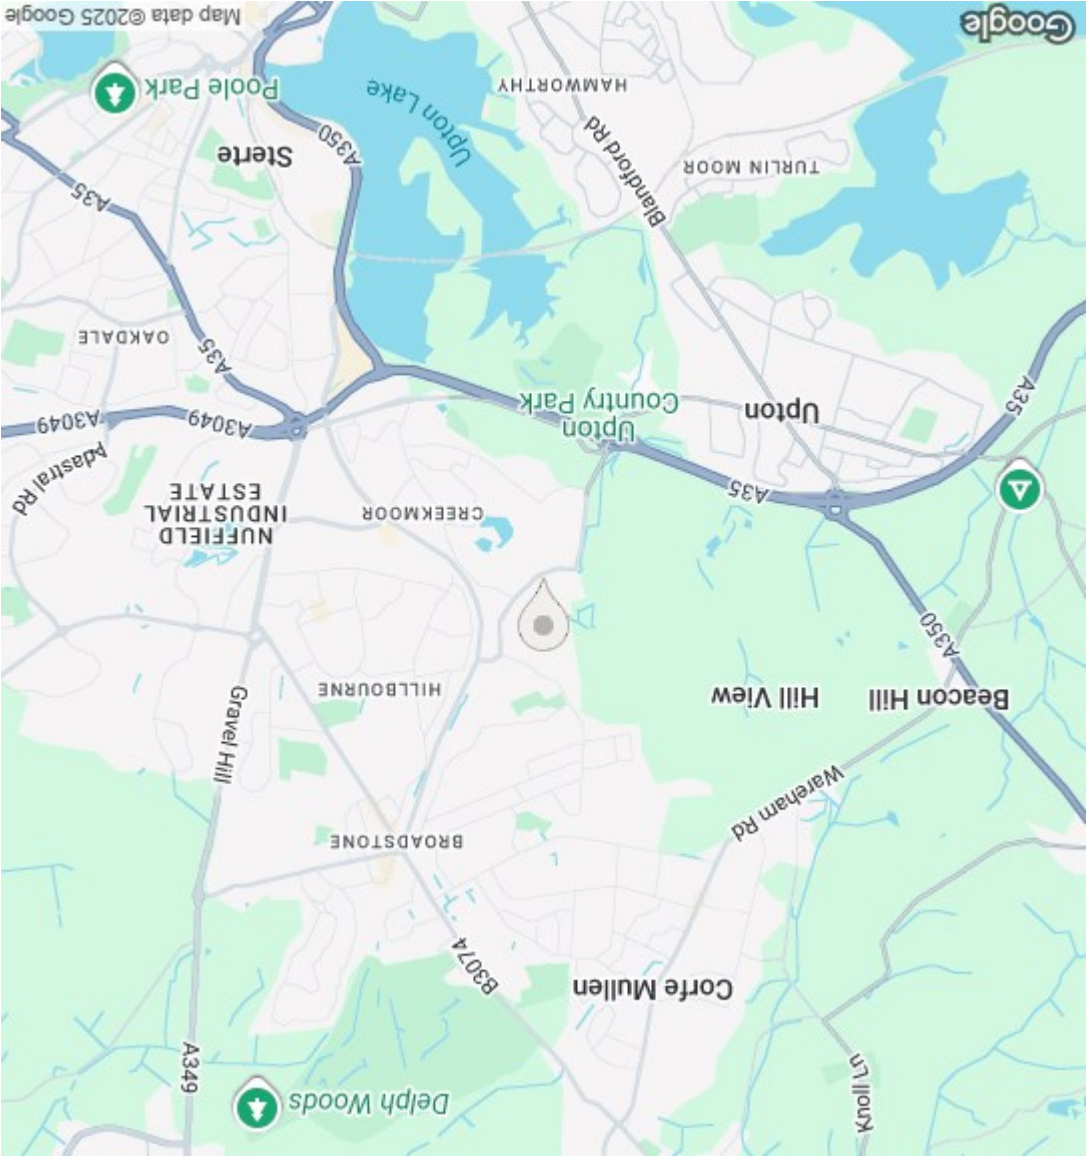 Delph Woods
A349
Knoll Ln
Corfe Mullen
B3074
BROADSTONE
Wareham Rd
Gravel Hill
Beacon Hill
Hill View
HILLBOURNE
A350
NUFFIELD
INDUSTRIAL
ESTATE
CREEKMOOR
A35
Adastral Rd
A3049
A3049
Upton
Country Park
Upton
A35
A35
OAKDALE
Blandford Rd
TURLIN MOOR
Sterte
A350
A35
Upton Lake
HAMWORTHY
Poole Park
Google
Map data ©2025 Google